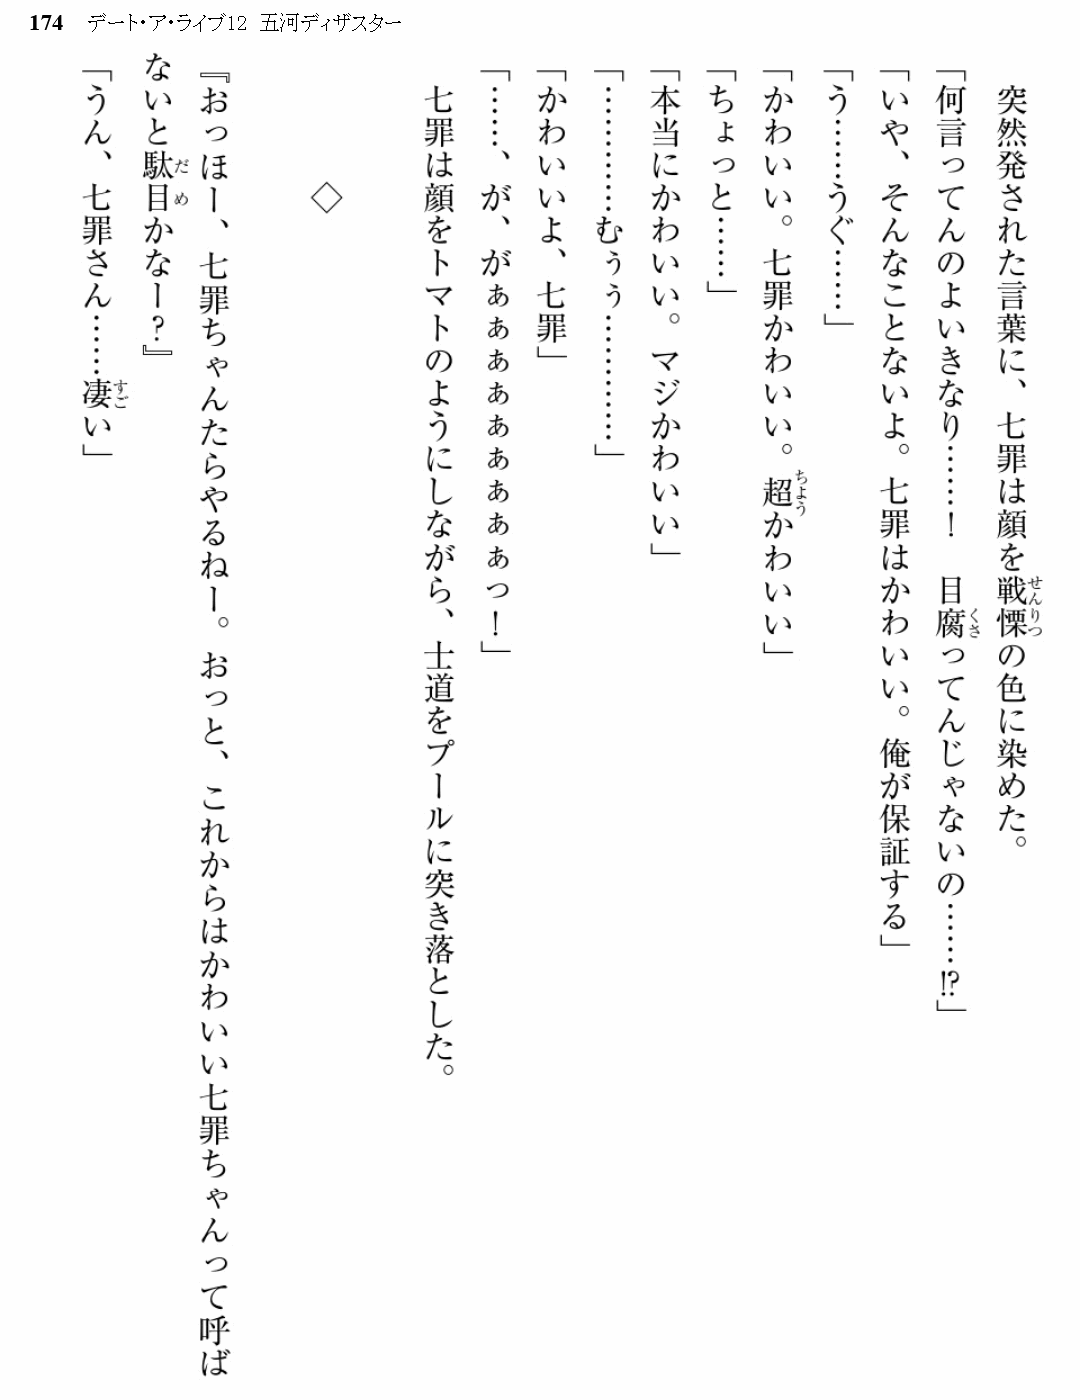 174 デート・ア・ライブ12 五河ディザスター
突然発された言葉に、七罪は顔を戦慄の色に染めた。
「何言ってんのよいきなり……！　目腐ってんじゃないの……⁉」
「いや、そんなことないよ。七罪はかわいい。俺が保証する」
「う……うぐ……」
「かわいい。七罪かわいい。超かわいい」
「ちょっと……」
「本当にかわいい。マジかわいい」
「…………むぅぅ…………」
「かわいいよ、七罪」
「……、が、がぁぁぁぁぁぁぁぁぁっ！」
七罪は顔をトマトのようにしながら、士道をプールに突き落とした。
◇
『おっほー、七罪ちゃんたらやるねー。おっと、これからはかわいい七罪ちゃんって呼ば
ないと駄目かなー？』
「うん、七罪さん……凄い」